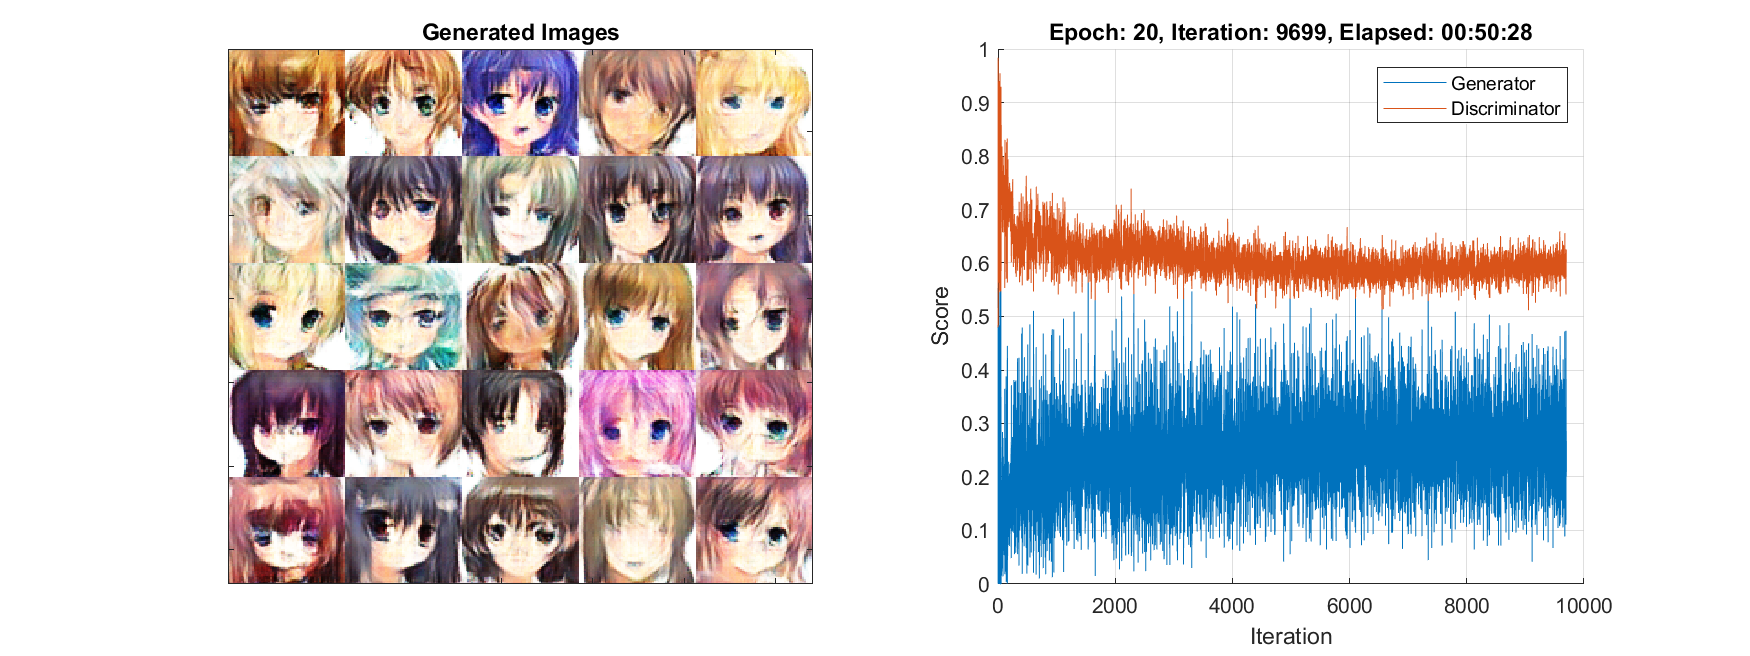 Generated Images
Epoch: 20, Iteration: 9699, Elapsed: 00:50:28
Generator
Discriminator
1
0.9
0.8
0.7
0.6
0.5
0.4
0.3
0.2
0.1
0
Score
0
2000
4000
6000
8000
10000
Iteration